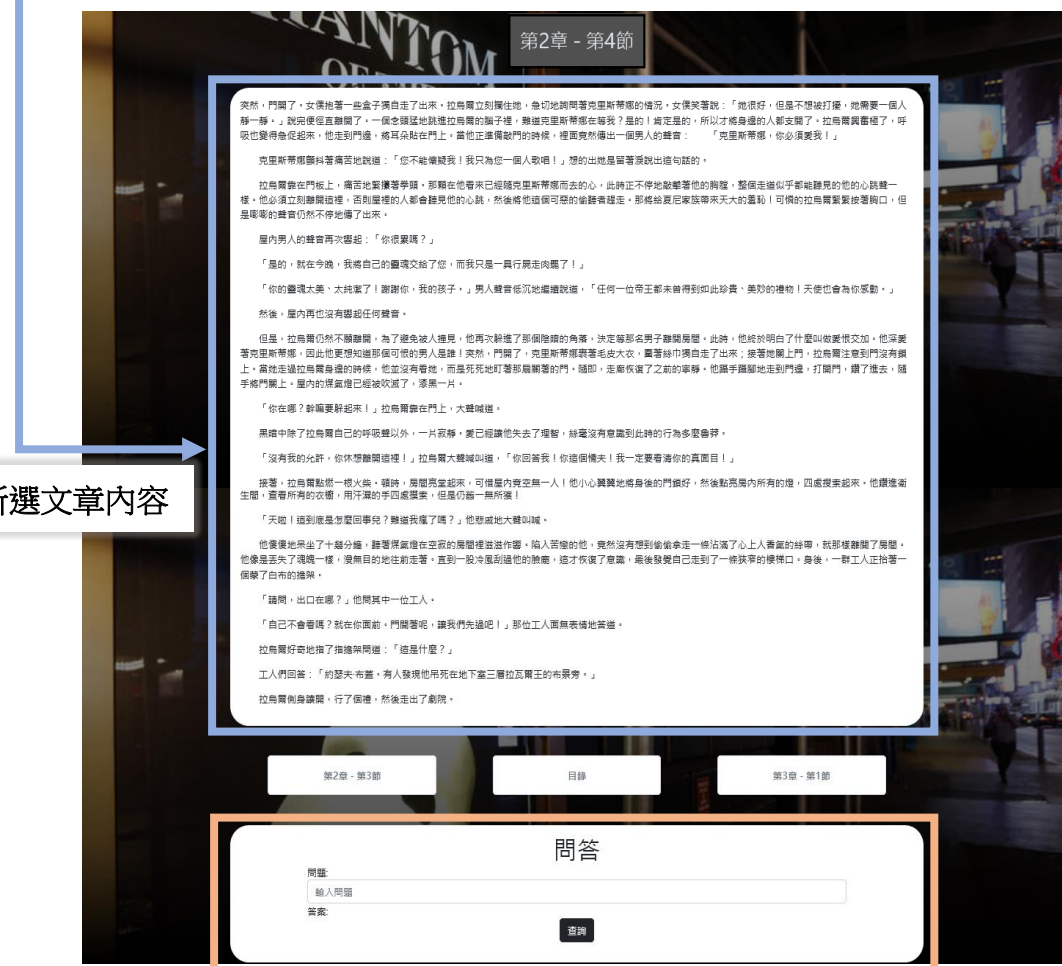 PHANTOM
OF THE
第2章 - 第4節
突然，門開了。女僕抱著一些盒子獨自走了出來。拉烏爾立刻攔住她，急切地詢問著克里斯蒂娜的情況。女僕笑著說：「她很好，但是不想被打擾，她需要一個人
靜一靜。」說完便徑直離開了。一個念頭猛地跳進拉烏爾的腦子裡，難道克里斯蒂娜在等我？是的！肯定是的，所以才將身邊的人都支開了。拉烏爾興奮極了，呼
吸也變得急促起來，他走到門邊，將耳朵貼在門上。當他正準備敲門的時候，裡面竟然傳出一個男人的聲音：　「克里斯蒂娜，你必須愛我！」
克里斯蒂娜顫抖著痛苦地說道：「您不能懷疑我！我只為您一個人歌唱！」想的出她是留著淚說出這句話的。
拉烏爾靠在門板上，痛苦地緊攥著拳頭。那顆在他看來已經隨克里斯蒂娜而去的心，此時正不停地敲擊著他的胸膛，整個走道似乎都能聽見的他的心跳聲一
樣。他必須立刻離開這裡，否則屋裡的人都會聽見他的心跳，然後將他這個可惡的偷聽者趕走。那將給夏尼家族帶來天大的羞恥！可憐的拉烏爾緊緊按著胸口，但
是嘭嘭的聲音仍然不停地傳了出來。
屋內男人的聲音再次響起：「你很累嗎？」
「是的，就在今晚，我將自己的靈魂交給了您，而我只是一具行屍走肉罷了！」
「你的靈魂太美、太純潔了！謝謝你，我的孩子。」男人聲音低沉地繼續說道，「任何一位帝王都未曾得到如此珍貴、美妙的禮物！天使也會為你感動。」
然後，屋內再也沒有響起任何聲音。
但是，拉烏爾仍然不願離開，為了避免被人撞見，他再次躲進了那個陰暗的角落，決定等那名男子離開房間。此時，他終於明白了什麼叫做愛恨交加。他深愛
著克里斯蒂娜，因此他更想知道那個可恨的男人是誰！突然，門開了，克里斯蒂娜裹著毛皮大衣，圍著絲巾獨自走了出來；接著她關上門，拉烏爾注意到門沒有鎖
上。當她走過拉烏爾身邊的時候，他並沒有看她，而是死死地盯著那扇關著的門。隨即，走廊恢復了之前的寧靜。他躡手躡腳地走到門邊，打開門，鑽了進去，隨
手將門關上。屋內的煤氣燈已經被吹滅了，漆黑一片。
「你在哪？幹嘛要躲起來！」拉烏爾靠在門上，大聲喊道。
黑暗中除了拉烏爾自己的呼吸聲以外，一片寂靜。愛已經讓他失去了理智，絲毫沒有意識到此時的行為多麼魯莽。
「沒有我的允許，你休想離開這裡！」拉烏爾大聲喊叫道，「你回答我！你這個懦夫！我一定要看清你的真面目！」
接著，拉烏爾點燃一根火柴。頓時，房間亮堂起來，可惜屋內竟空無一人！他小心翼翼地將身後的門鎖好，然後點亮屋內所有的燈，四處搜索起來。他鑽進衛
生間，查看所有的衣櫥，用汗濕的手四處摸索，但是仍舊一無所獲！
「天啦！這到底是怎麼回事兒？難道我瘋了嗎？」他悲戚地大聲叫喊。
他傻傻地呆坐了十幾分鐘，聽著煤氣燈在空寂的房間裡滋滋作響。陷入苦戀的他，竟然沒有想到偷偷拿走一條沾滿了心上人香氣的絲帶，就那樣離開了房間。
他像是丟失了魂魄一樣，漫無目的地往前走著。直到一股冷風刮過他的臉龐，這才恢復了意識，最後發覺自己走到了一條狹窄的樓梯口。身後，一群工人正抬著一
個蒙了白布的擔架。
「請問，出口在哪？」他問其中一位工人。
「自己不會看嗎？就在你面前。門開著呢，讓我們先過吧！」那位工人面無表情地答道。
拉烏爾好奇地指了指擔架問道：「這是什麼？」
工人們回答：「約瑟夫·布蓋。有人發現他吊死在地下室三層拉瓦爾王的布景旁。」
拉烏爾側身讓開，行了個禮，然後走出了劇院。
所選文章內容
第2章 - 第3節
目錄
第3章 - 第1節
問答
問題:
輸入問題
答案:
查詢